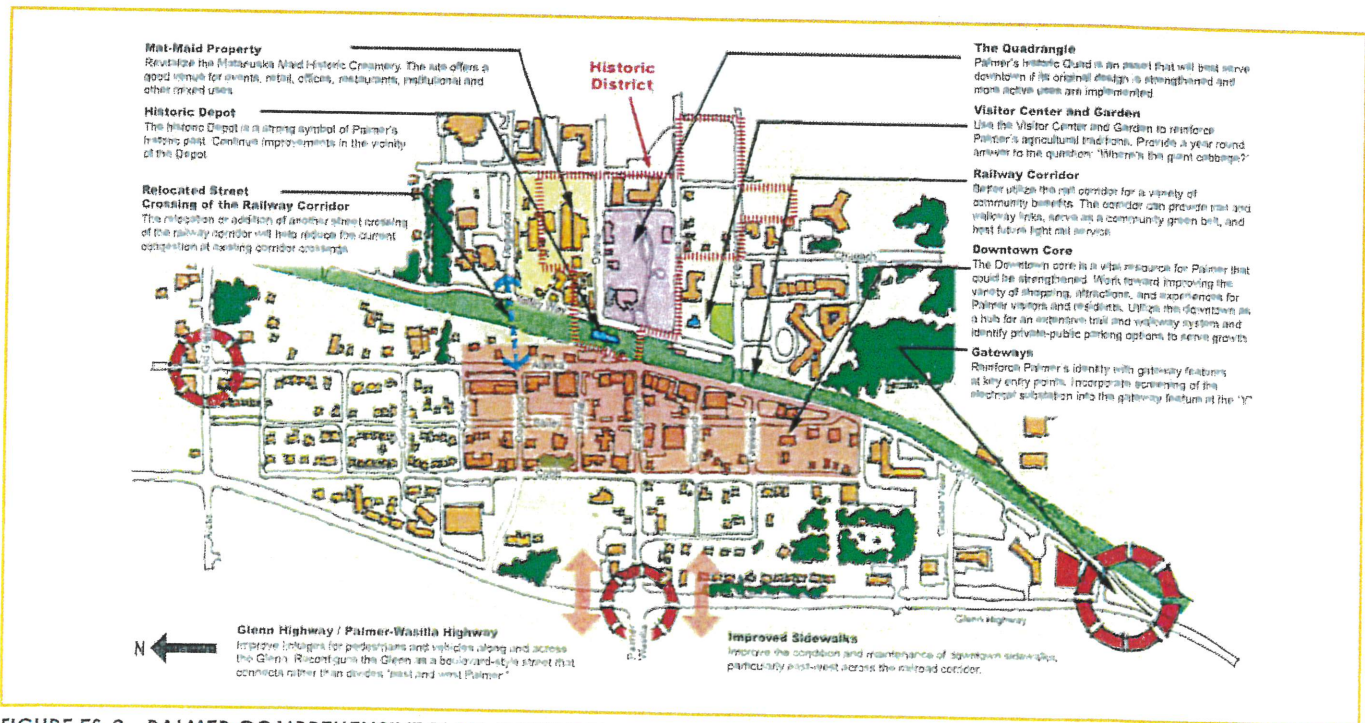 Mat-Maid Property
Revitalize the Matanuska Maid Historic Creamery. The site offers a
good venue for events, retail, offices, restaurants, institutional and
other mixed uses.
Historic Depot
The historic Depot is a strong symbol of Palmer's
historic past. Continue improvements in the vicinity
of the Depot
Relocated Street
Crossing of the Railway Corridor
The relocation or addition of another street crossing
of the railway corridor will help reduce the current
congestion at existing corridor crossings
Historic
District
The Quadrangle
Palmer's historic Quad is an asset that will best serve
downtown if its original design is strengthened and
more active uses are implemented
Visitor Center and Garden
Use the Visitor Center and Garden to reinforce
Palmer's agricultural traditions. Provide a year round
answer to the question: "Where's the giant cabbage?"
Railway Corridor
Better utilize the rail corridor for a variety of
community benefits. The corridor can provide trail and
walkway links, serve as a community green belt, and
host future light rail service
Downtown Core
The Downtown core is a vital resource for Palmer that
could be strengthened. Work toward improving the
variety of shopping, attractions, and experiences for
Palmer visitors and residents. Utilize the downtown as
a hub for an extensive trail and walkway system and
identify private-public parking options to serve growth
Gateways
Reinforce Palmer's identity with gateway features
at key entry points. Incorporate screening of the
electrical substation into the gateway feature at the "Y"
Church
Alaska
Glacier View
Arctic
Glenn Highway
Palmer
Wasilla
N
Glenn Highway / Palmer-Wasilla Highway
Improve linkages for pedestrians and vehicles along and across
the Glenn. Reconfigure the Glenn as a boulevard-style street that
connects rather than divides "east and west Palmer"
Improved Sidewalks
Improve the condition and maintenance of downtown sidewalks,
particularly east-west across the railroad corridor.